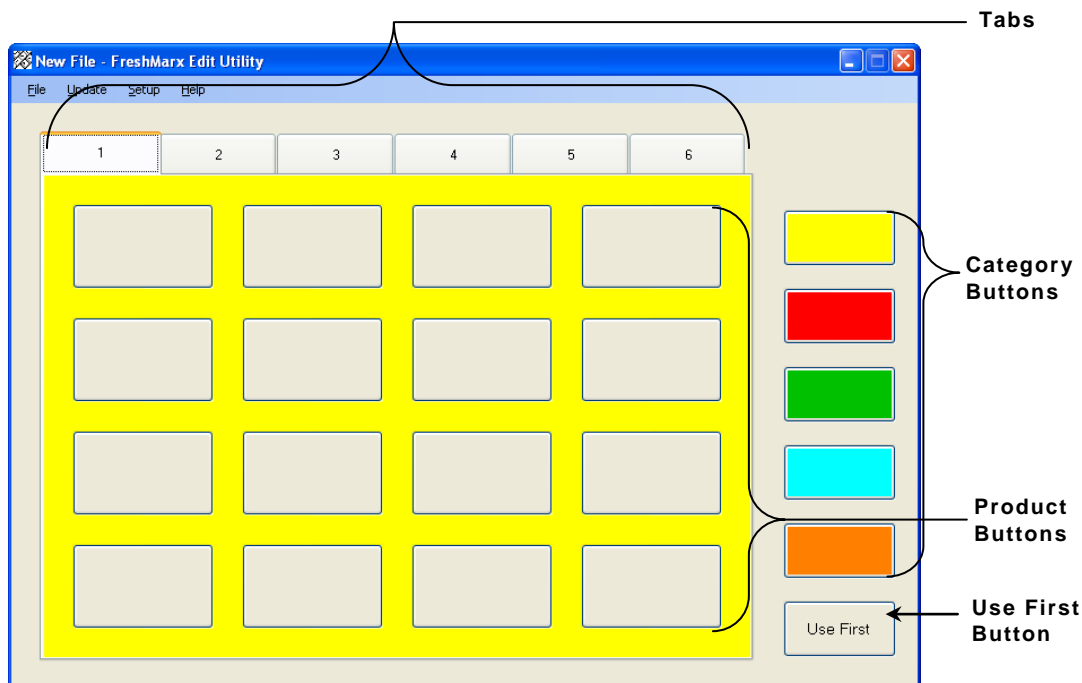 Tabs
New File - FreshMarx Edit Utility
File Update Setup Help
1 2 3 4 5 6
Category
Buttons
Product
Buttons
Use First
Button
Use First